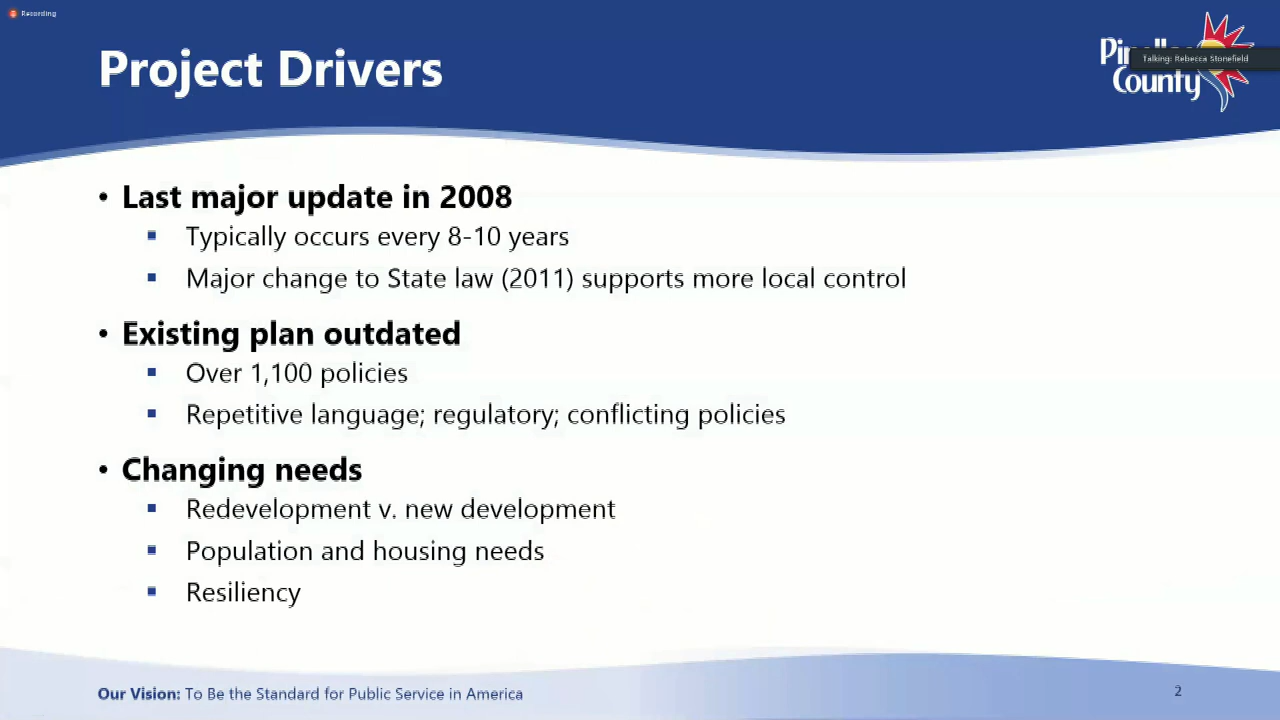 Recording
Project Drivers
County
Talking: Rebecca Stonefield
• Last major update in 2008
▪ Typically occurs every 8-10 years
▪ Major change to State law (2011) supports more local control
• Existing plan outdated
▪ Over 1,100 policies
▪ Repetitive language; regulatory; conflicting policies
• Changing needs
▪ Redevelopment v. new development
▪ Population and housing needs
▪ Resiliency
Our Vision: To Be the Standard for Public Service in America
2